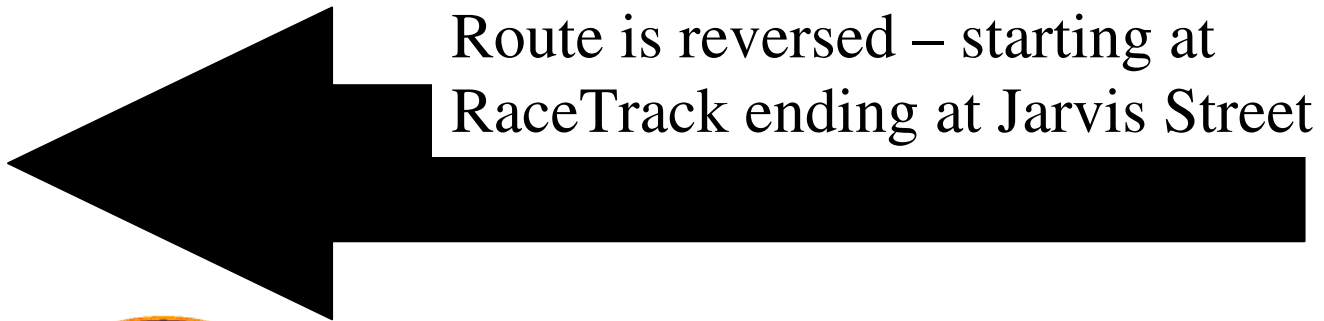 Route is reversed – starting at
RaceTrack ending at Jarvis Street